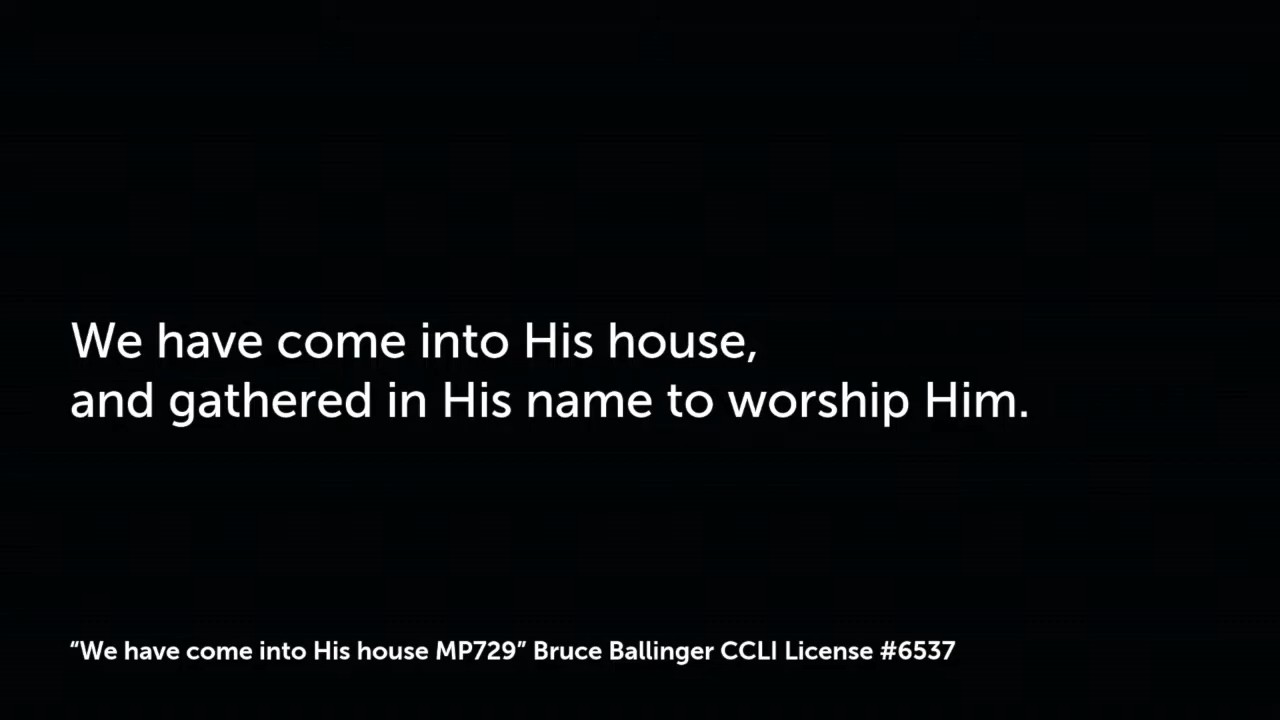 We have come into His house,
and gathered in His name to worship Him.
“We have come into His house MP729” Bruce Ballinger CCLI License #6537